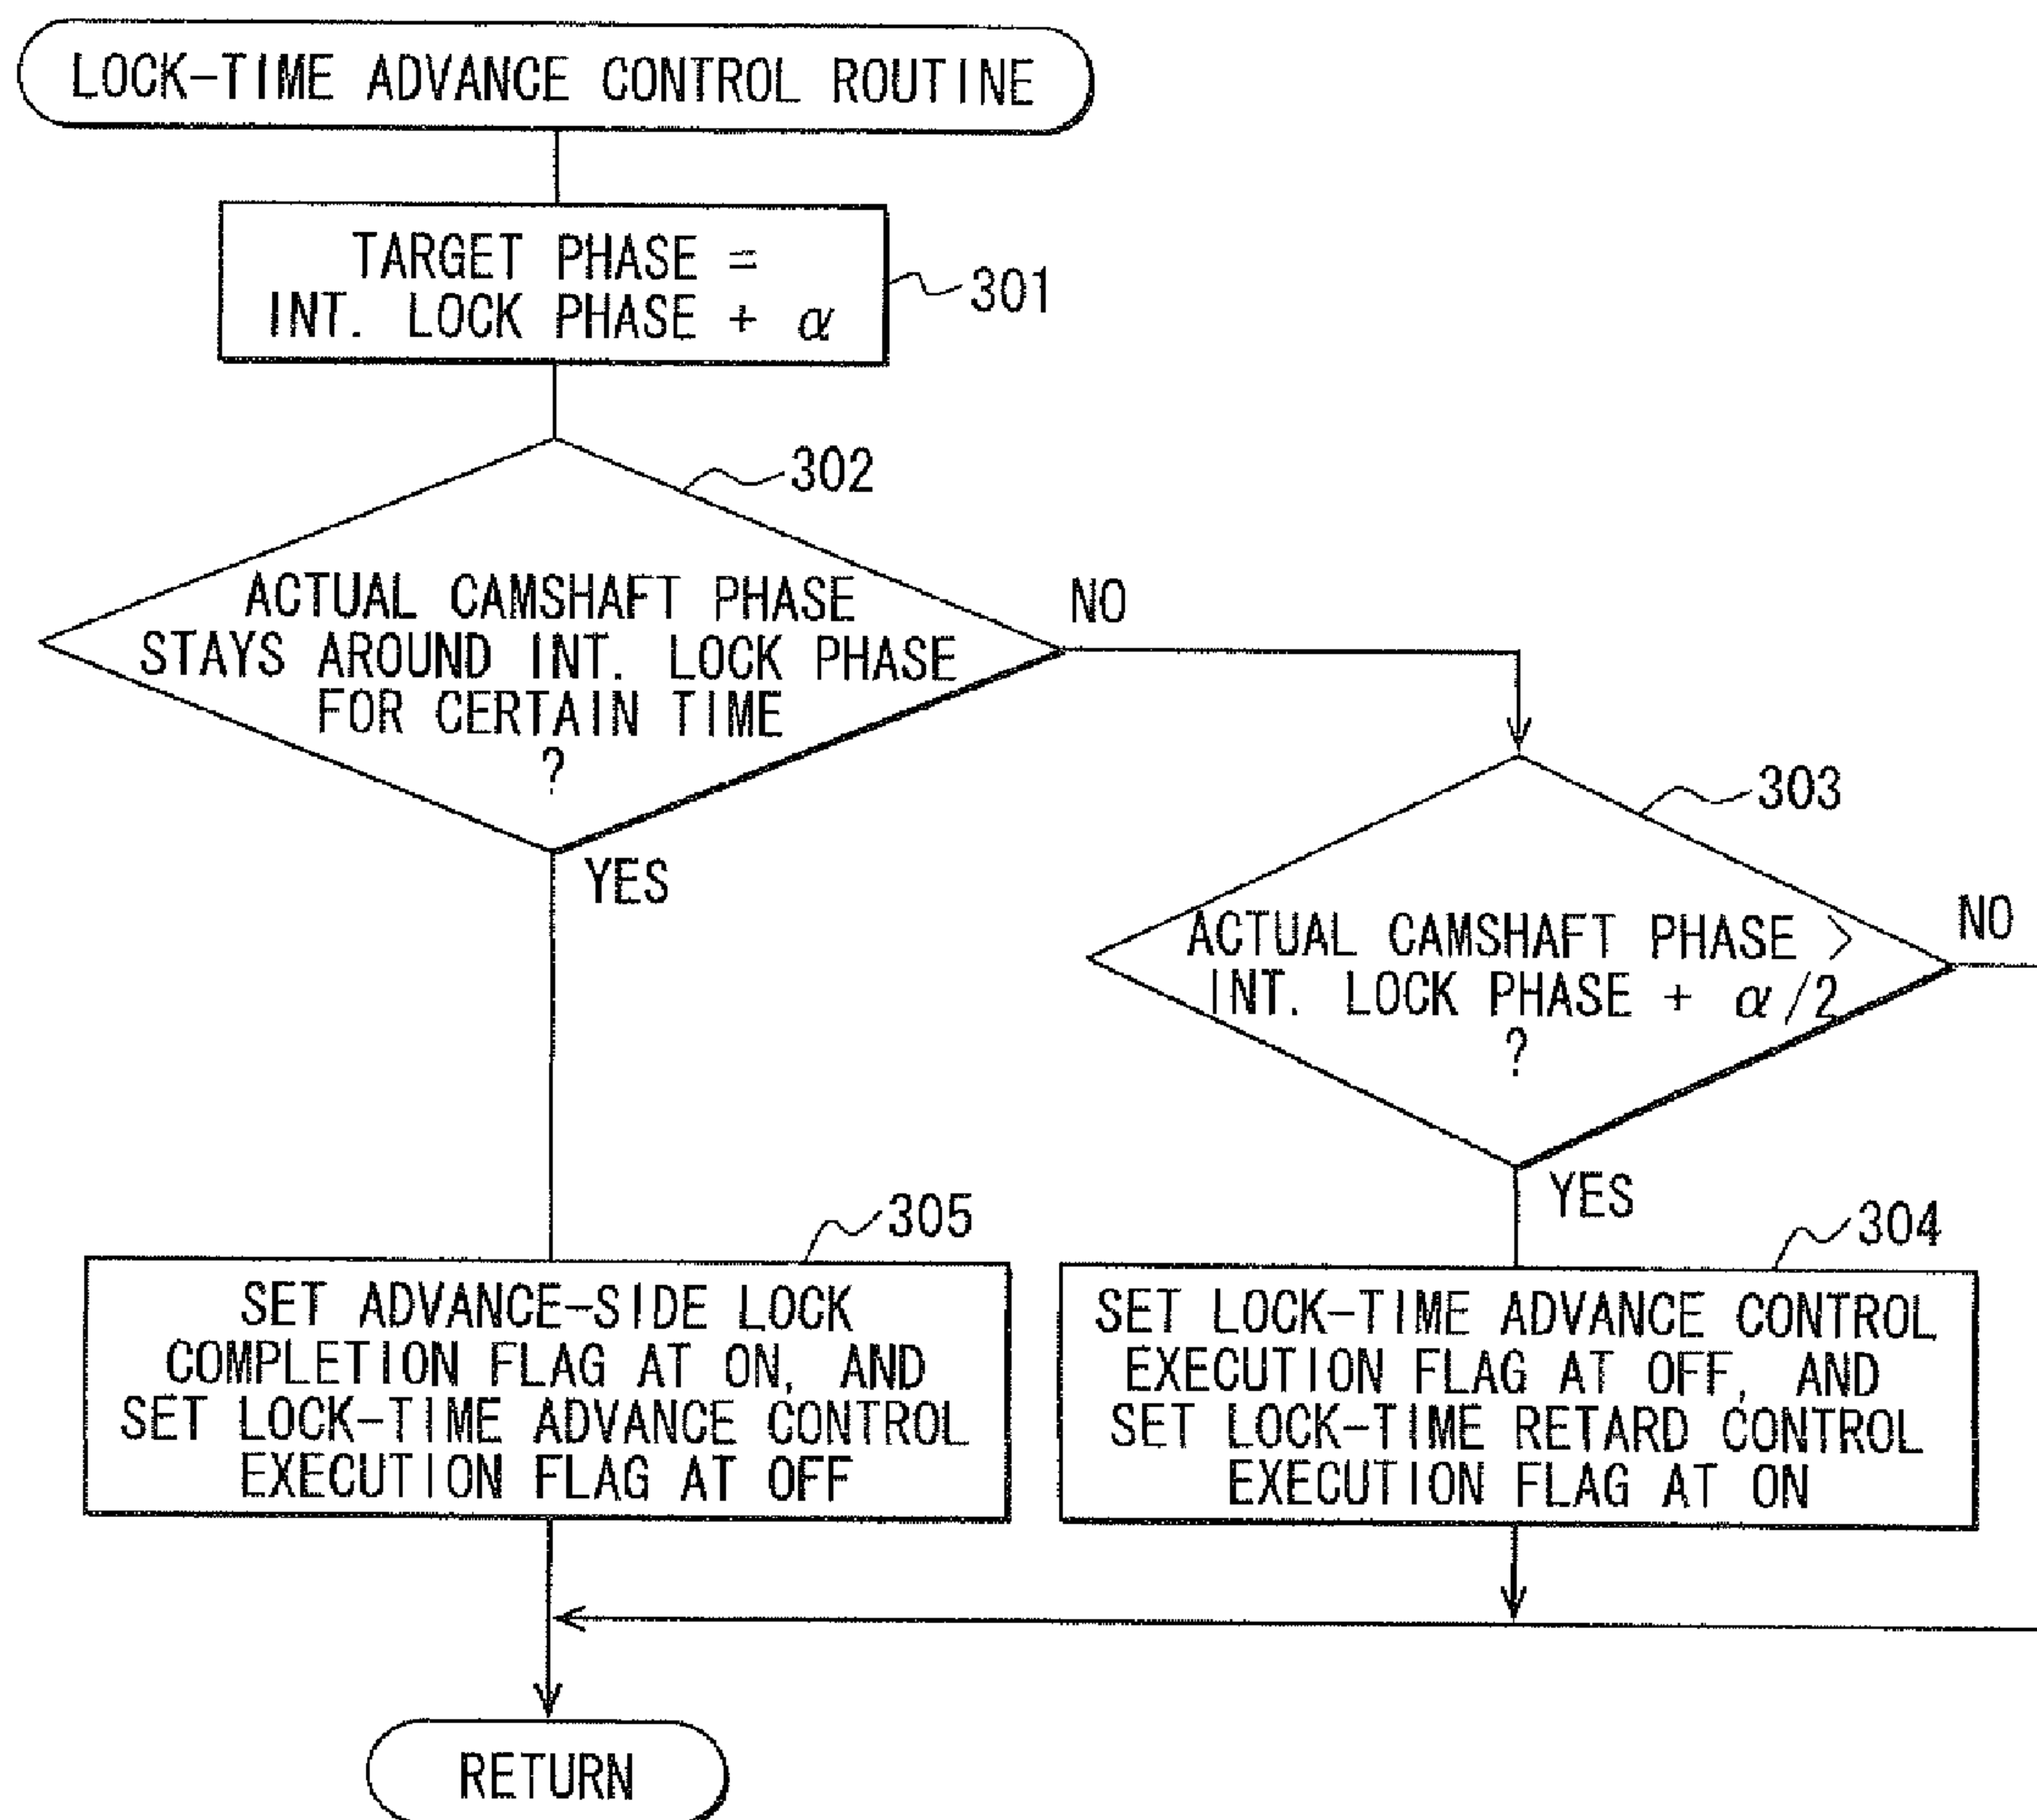 LOCK-TIME ADVANCE CONTROL ROUTINE
TARGET PHASE =
INT. LOCK PHASE + α
301
302
ACTUAL CAMSHAFT PHASE
STAYS AROUND INT. LOCK PHASE
FOR CERTAIN TIME
?
NO
YES
303
ACTUAL CAMSHAFT PHASE >
INT. LOCK PHASE + α/2
?
NO
YES
305
SET ADVANCE-SIDE LOCK
COMPLETION FLAG AT ON, AND
SET LOCK-TIME ADVANCE CONTROL
EXECUTION FLAG AT OFF
304
SET LOCK-TIME ADVANCE CONTROL
EXECUTION FLAG AT OFF, AND
SET LOCK-TIME RETARD CONTROL
EXECUTION FLAG AT ON
RETURN